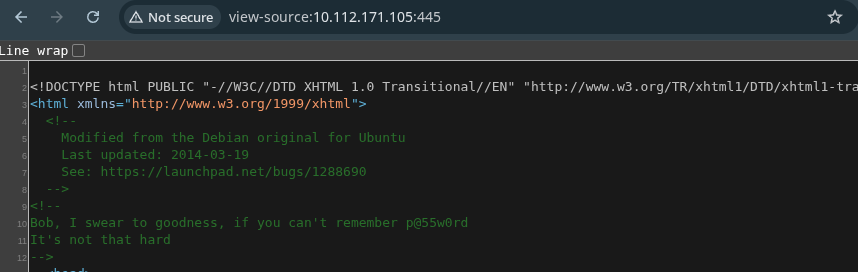 Not secure view-source:10.112.171.105:445
Line wrap
1
2 <!DOCTYPE html PUBLIC "-//W3C//DTD XHTML 1.0 Transitional//EN" "http://www.w3.org/TR/xhtml1/DTD/xhtml1-tra
3 <html xmlns="http://www.w3.org/1999/xhtml">
4 <!--
5 Modified from the Debian original for Ubuntu
6 Last updated: 2014-03-19
7 See: https://launchpad.net/bugs/1288690
8 -->
9 <!--
10 Bob, I swear to goodness, if you can't remember p@55w0rd
11 It's not that hard
12 -->